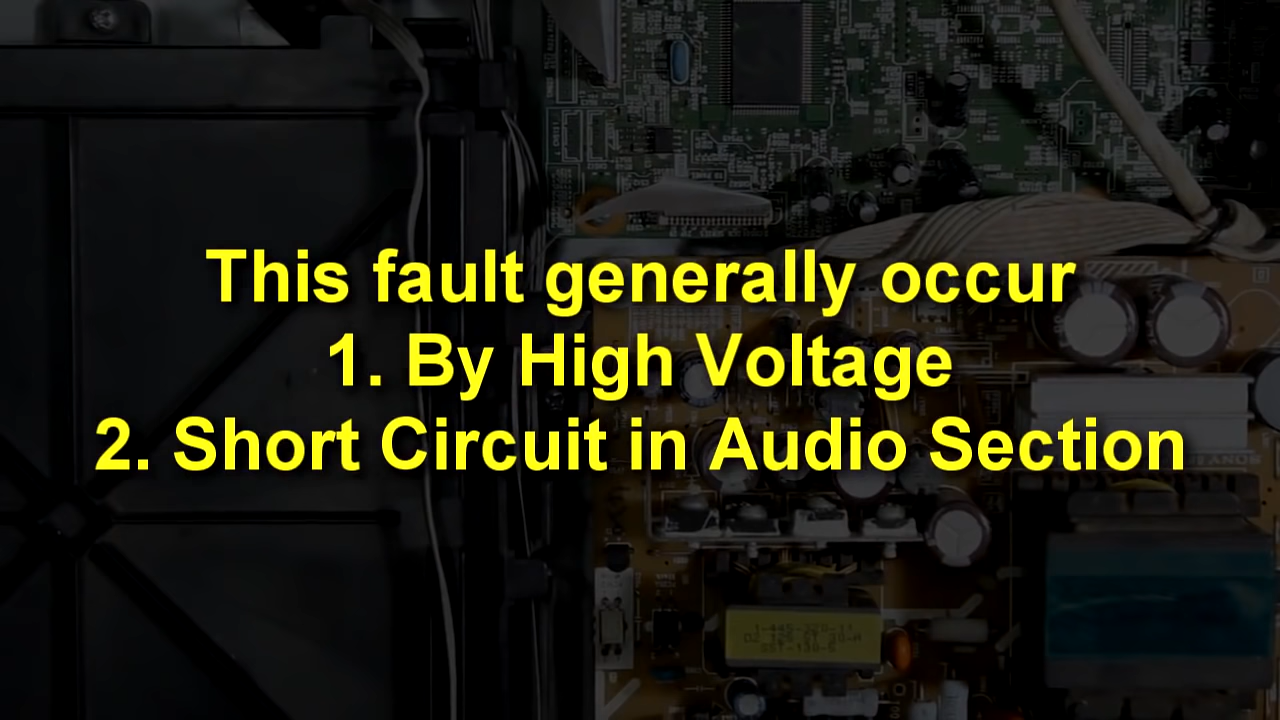 This fault generally occur
1. By High Voltage
2. Short Circuit in Audio Section